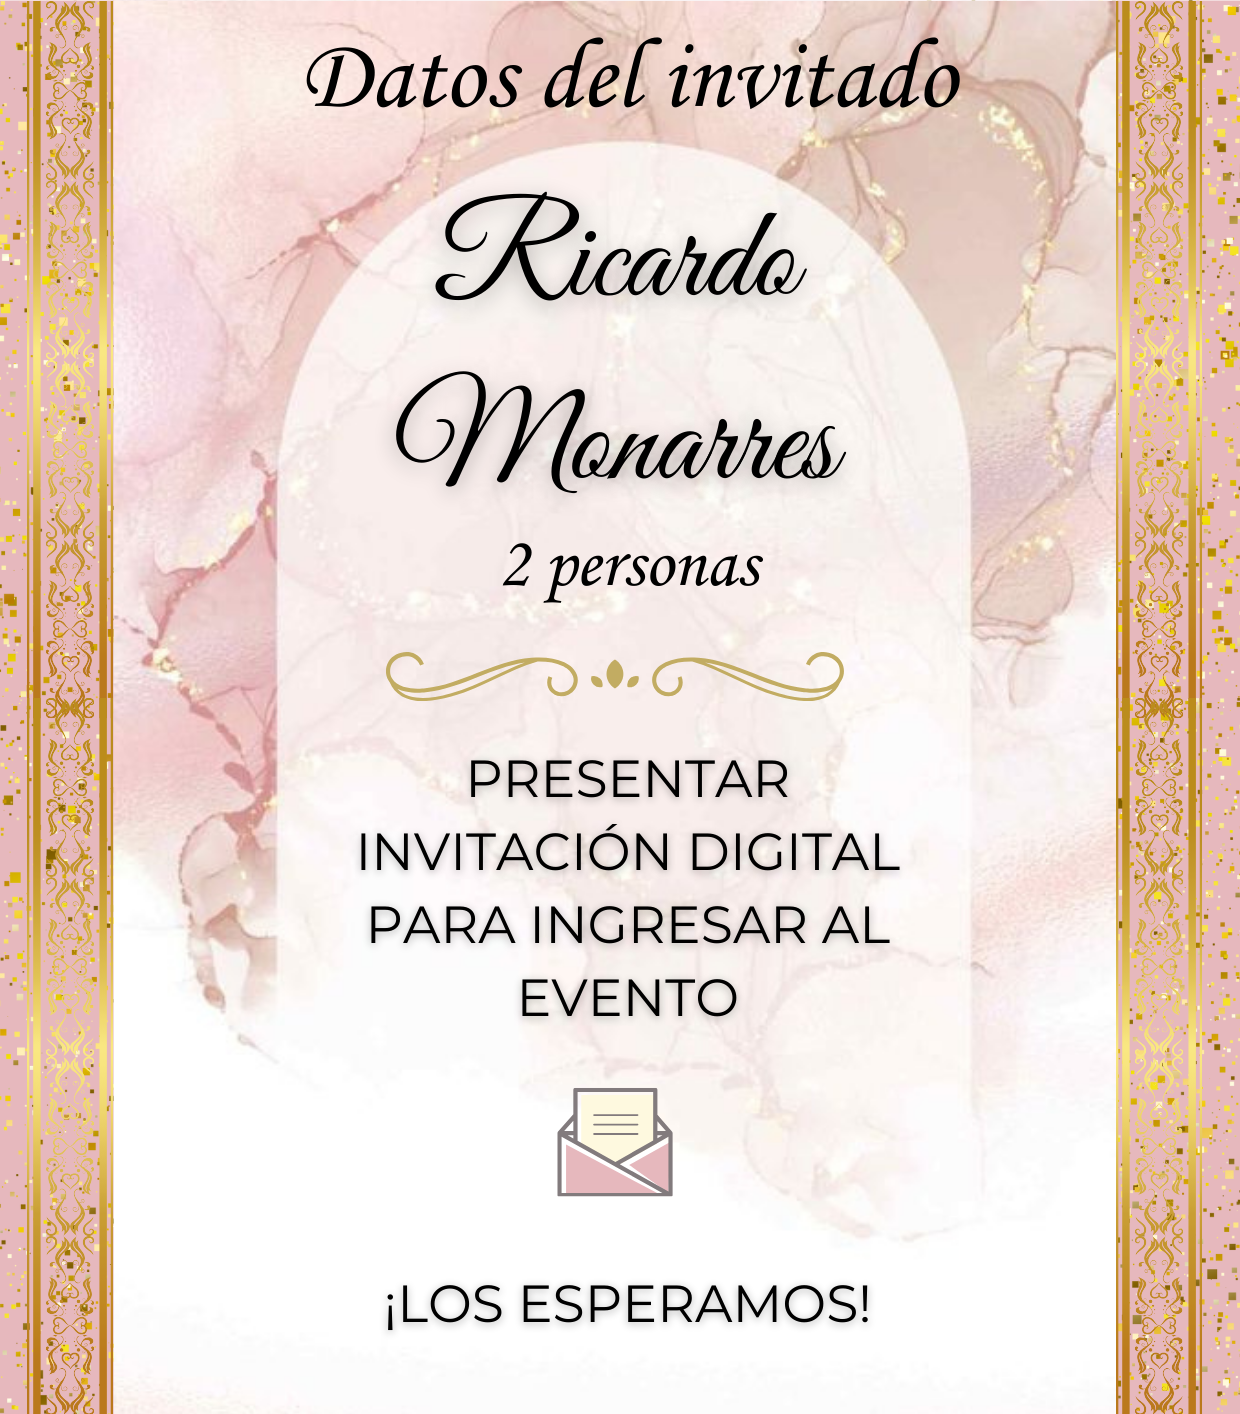 Datos del invitado
Ricardo
Monarres
2 personas
PRESENTAR
INVITACIÓN DIGITAL
PARA INGRESAR AL
EVENTO
¡LOS ESPERAMOS!